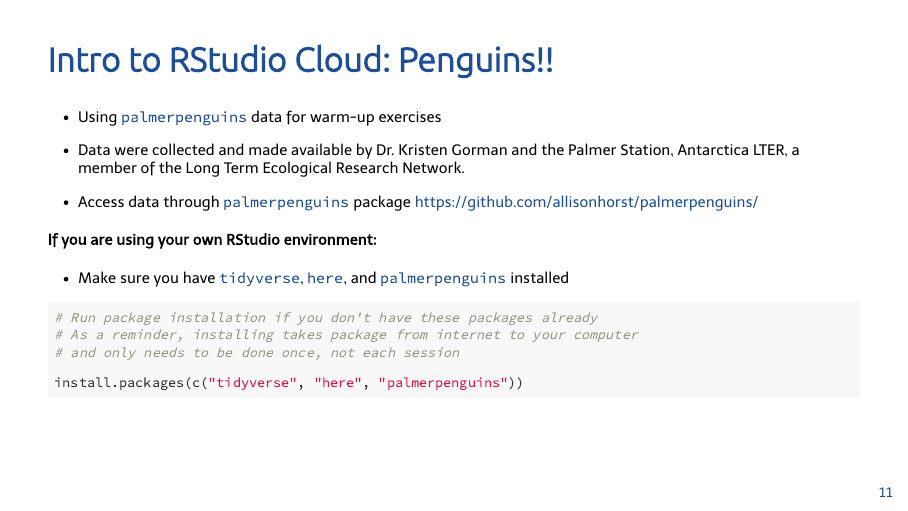 Intro to RStudio Cloud: Penguins!!
• Using palmerpenguins data for warm-up exercises
• Data were collected and made available by Dr. Kristen Gorman and the Palmer Station, Antarctica LTER, a
member of the Long Term Ecological Research Network.
• Access data through palmerpenguins package https://github.com/allisonhorst/palmerpenguins/
If you are using your own RStudio environment:
• Make sure you have tidyverse, here, and palmerpenguins installed
# Run package installation if you don't have these packages already
# As a reminder, installing takes package from internet to your computer
# and only needs to be done once, not each session
install.packages(c("tidyverse", "here", "palmerpenguins"))
11